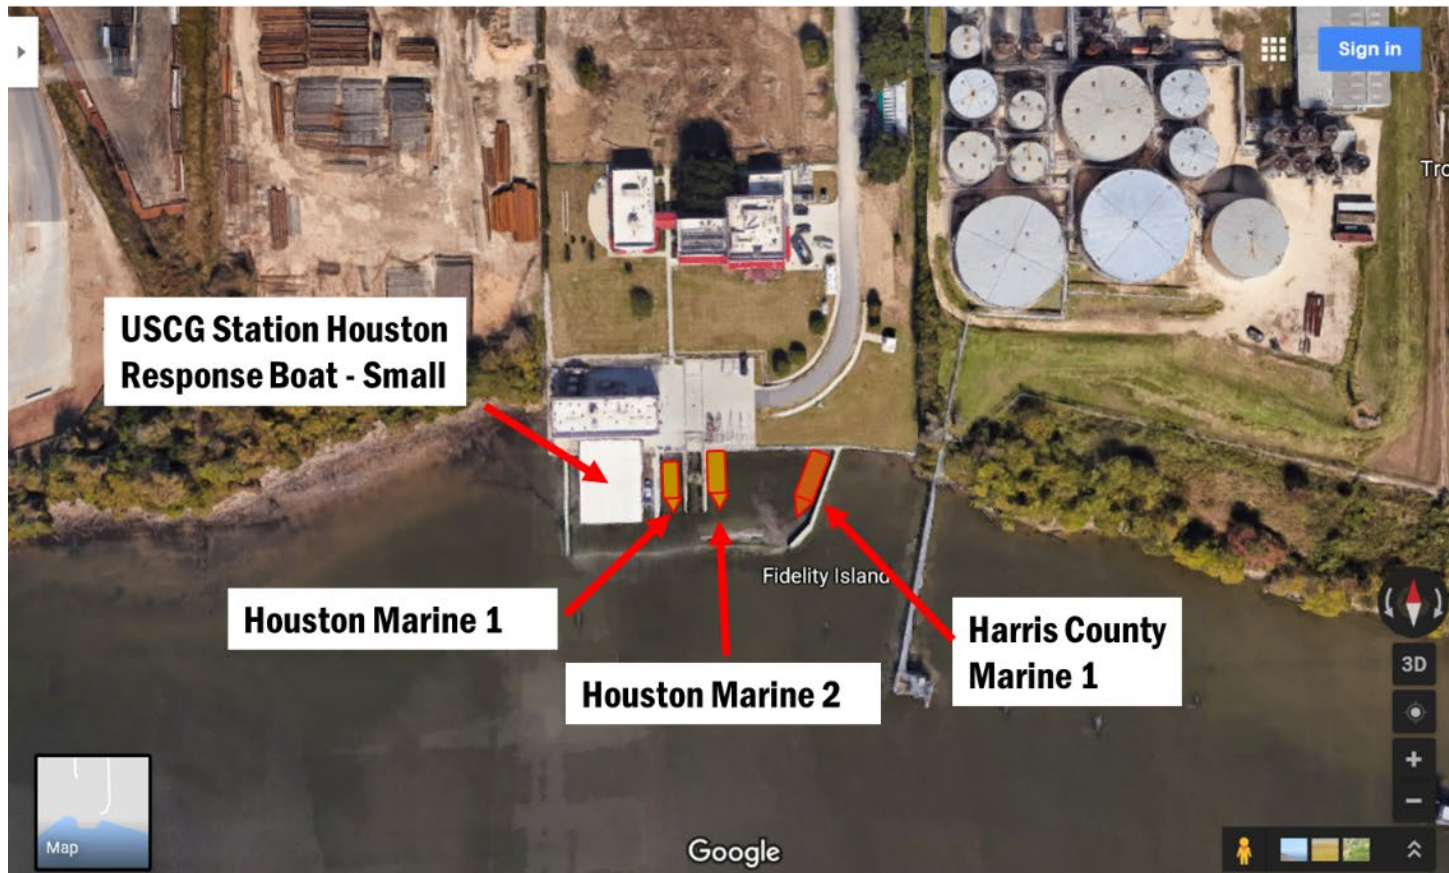 Sign in
Tro
USCG Station Houston
Response Boat - Small
Fidelity Island
Houston Marine 1
Harris County
Marine 1
Houston Marine 2
3D
Map
Google